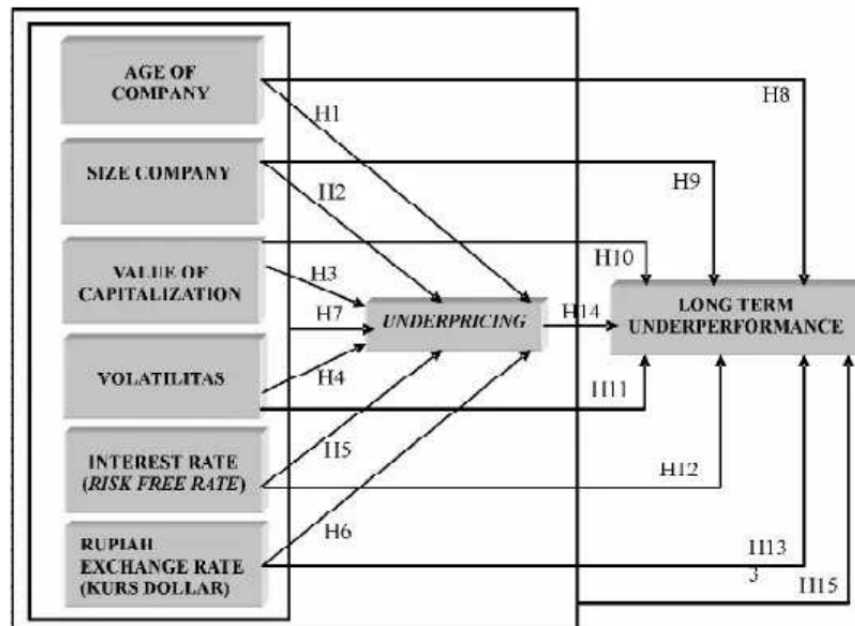 AGE OF
COMPANY
H8
H1
SIZE COMPANY
H9
H2
H10
VALUE OF
CAPITALIZATION
H3
H7
UNDERPRICING
H14
LONG TERM
UNDERPERFORMANCE
VOLATILITAS
H4
H11
INTEREST RATE
(RISK FREE RATE)
H5
H12
H6
RUPIAH
EXCHANGE RATE
(KURS DOLLAR)
H13
3
H15